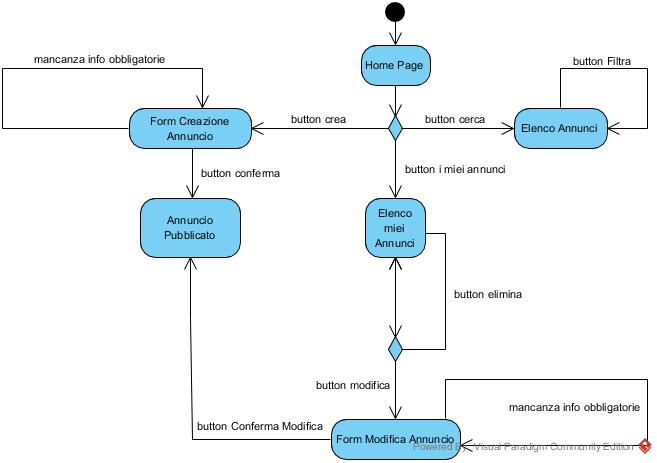 mancanza info obbligatorie
Home Page
button Filtra
Form Creazione
Annuncio
button crea
button cerca
Elenco Annunci
button conferma
button i miei annunci
Annuncio
Pubblicato
Elenco
miei
Annunci
button elimina
button modifica
mancanza info obbligatorie
button Conferma Modifica
Form Modifica Annuncio
Powered By Visual Paradigm Community Edition